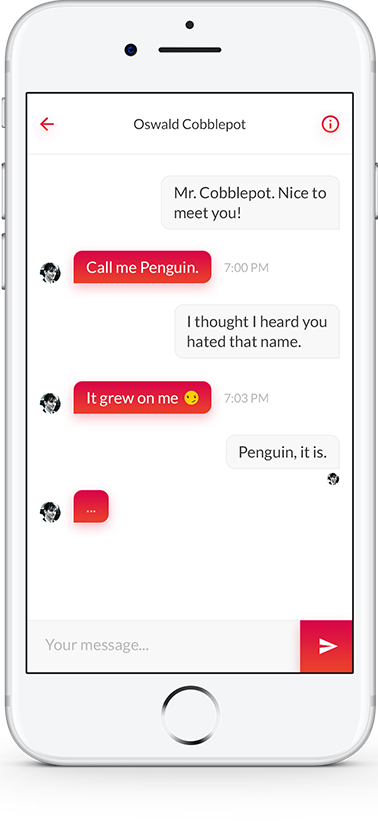 Oswald Cobblepot
Mr. Cobblepot. Nice to
meet you!
Call me Penguin.
7:00 PM
I thought I heard you
hated that name.
It grew on me 😏
7:03 PM
Penguin, it is.
...
Your message...